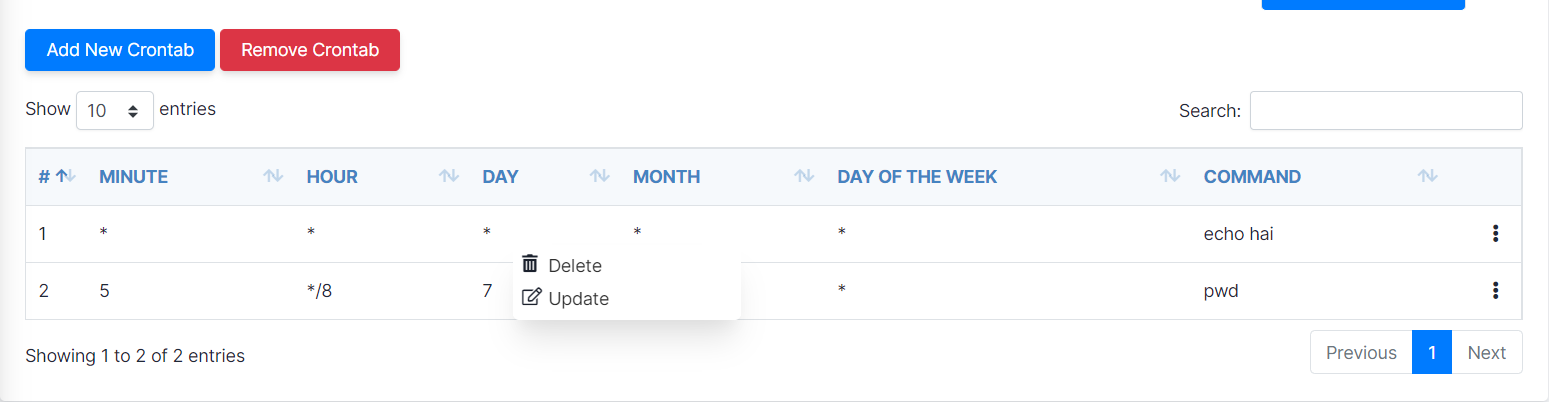 Add New Crontab Remove Crontab
Show 10 entries Search:
# MINUTE HOUR DAY MONTH DAY OF THE WEEK COMMAND
1 * * * * * echo hai
Delete
2 5 */8 7 * pwd
Update
Showing 1 to 2 of 2 entries Previous 1 Next